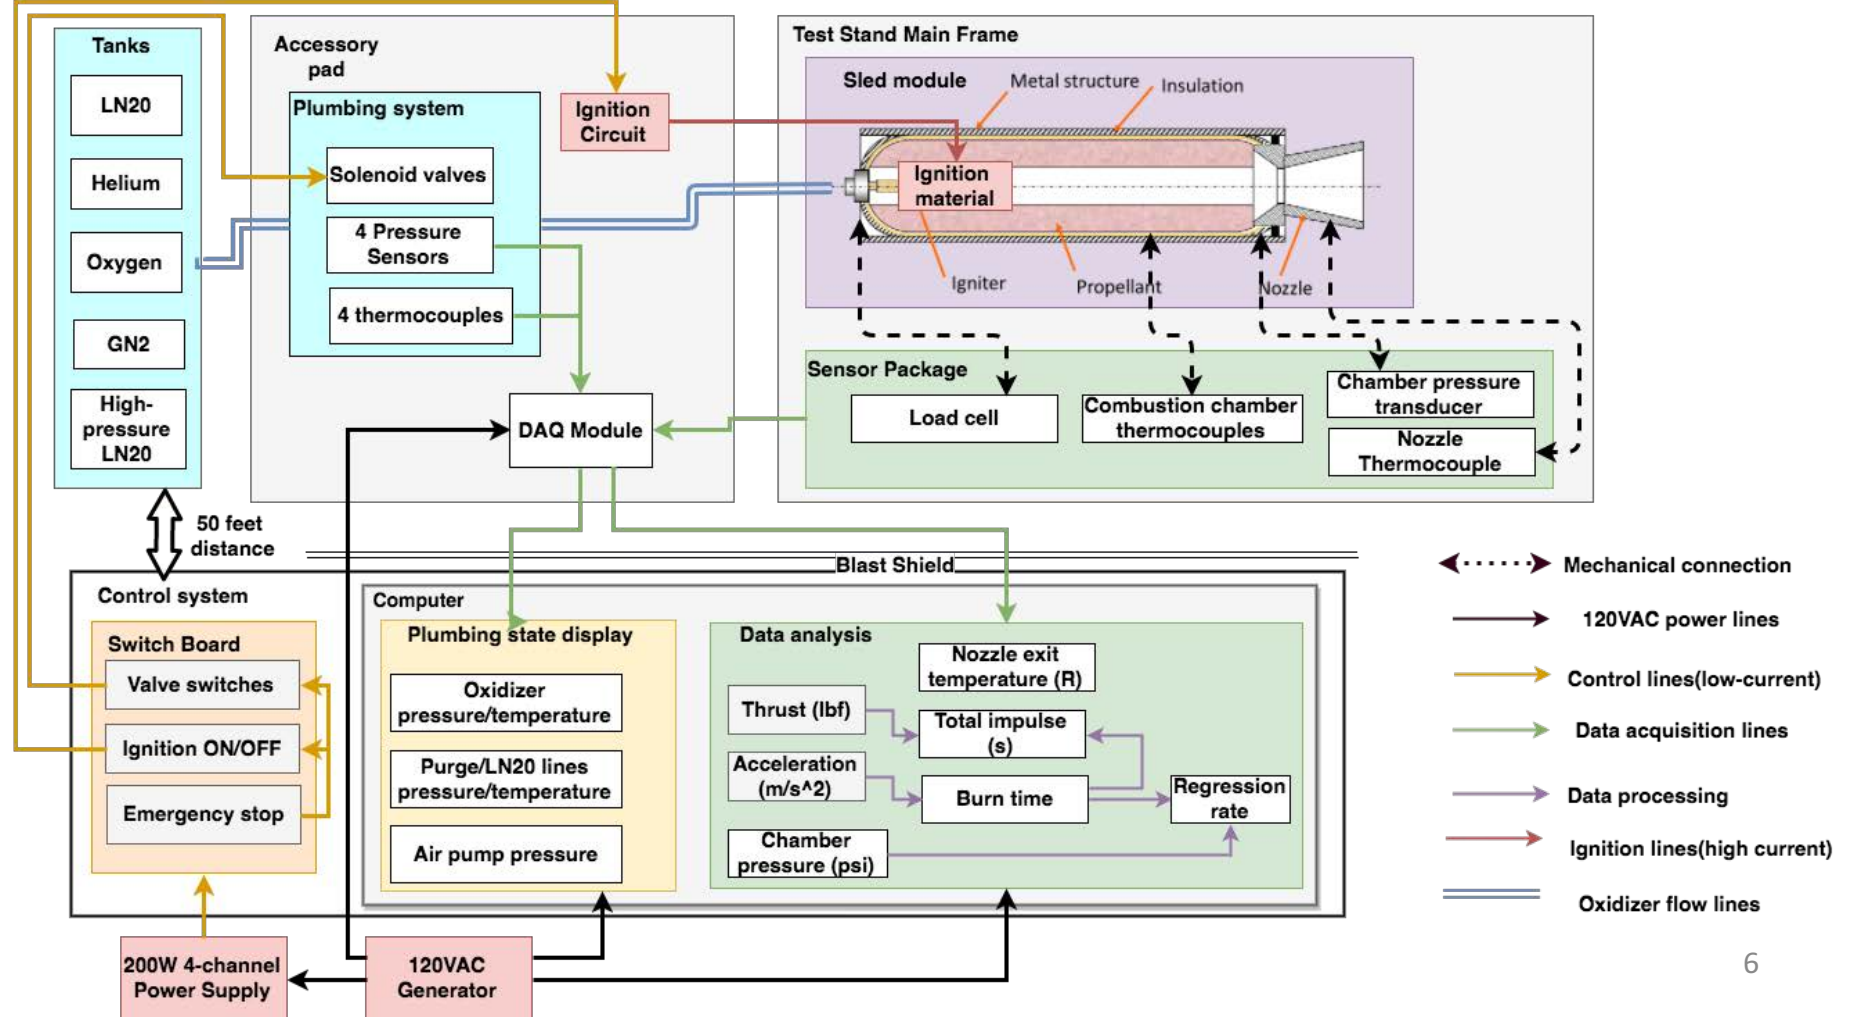 Tanks
LN20
Helium
Oxygen
GN2
High-
pressure
LN20
Accessory
pad
Plumbing system
Solenoid valves
4 Pressure
Sensors
4 thermocouples
Ignition
Circuit
DAQ Module
Test Stand Main Frame
Sled module
Metal structure
Insulation
Ignition
material
Igniter
Propellant
Nozzle
Sensor Package
Load cell
Combustion chamber
thermocouples
Chamber pressure
transducer
Nozzle
Thermocouple
50 feet
distance
Blast Shield
Control system
Switch Board
Valve switches
Ignition ON/OFF
Emergency stop
Computer
Plumbing state display
Oxidizer
pressure/temperature
Purge/LN20 lines
pressure/temperature
Air pump pressure
Data analysis
Nozzle exit
temperature (R)
Thrust (lbf)
Total impulse
(s)
Acceleration
(m/s^2)
Burn time
Regression
rate
Chamber
pressure (psi)
200W 4-channel
Power Supply
120VAC
Generator
Mechanical connection
120VAC power lines
Control lines(low-current)
Data acquisition lines
Data processing
Ignition lines(high current)
Oxidizer flow lines
6